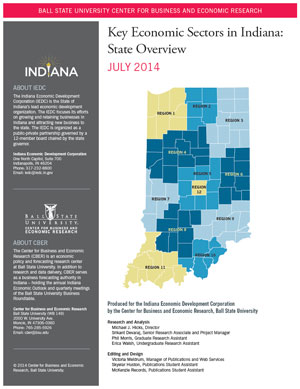 BALL STATE UNIVERSITY CENTER FOR BUSINESS AND ECONOMIC RESEARCH
Key Economic Sectors in Indiana:
State Overview
JULY 2014
INDIANA
ABOUT IEDC
The Indiana Economic Development
Corporation (IEDC) is the State of
Indiana's lead economic development
organization. The IEDC focuses its efforts
on growing and retaining businesses in
Indiana and attracting new business to
the state. The IEDC is organized as a
public-private partnership governed by a
12-member board chaired by the state
governor.
Indiana Economic Development Corporation
One North Capitol, Suite 700
Indianapolis, IN 46204
Phone: 317-232-8800
Email: iedc@iedc.in.gov
BALL STATE
UNIVERSITY
CENTER FOR BUSINESS AND
ECONOMIC RESEARCH
ABOUT CBER
The Center for Business and Economic
Research (CBER) is an economic
policy and forecasting research center
at Ball State University. In addition to
research and data delivery, CBER serves
as a business forecasting authority in
Indiana – holding the annual Indiana
Economic Outlook and quarterly meetings
of the Ball State University Business
Roundtable.
Center for Business and Economic Research
Ball State University (WB 149)
2000 W. University Ave.
Muncie, IN 47306-0360
Phone: 765-285-5926
Email: cber@bsu.edu
© 2014 Center for Business and Economic
Research, Ball State University
REGION 1
REGION 2
REGION 3
REGION 4
REGION 6
REGION
12
REGION 7
REGION 8
REGION 9
REGION 10
REGION 11
Produced for the Indiana Economic Development Corporation
by the Center for Business and Economic Research, Ball State University
Research and Analysis
Michael J. Hicks, Director
Srikant Devaraj, Senior Research Associate and Project Manager
Phil Morris, Graduate Research Assistant
Erica Walsh, Undergraduate Research Assistant
Editing and Design
Victoria Meldrum, Manager of Publications and Web Services
Skyelar Huston, Publications Student Assistant
Mckenzie Records, Publications Student Assistant